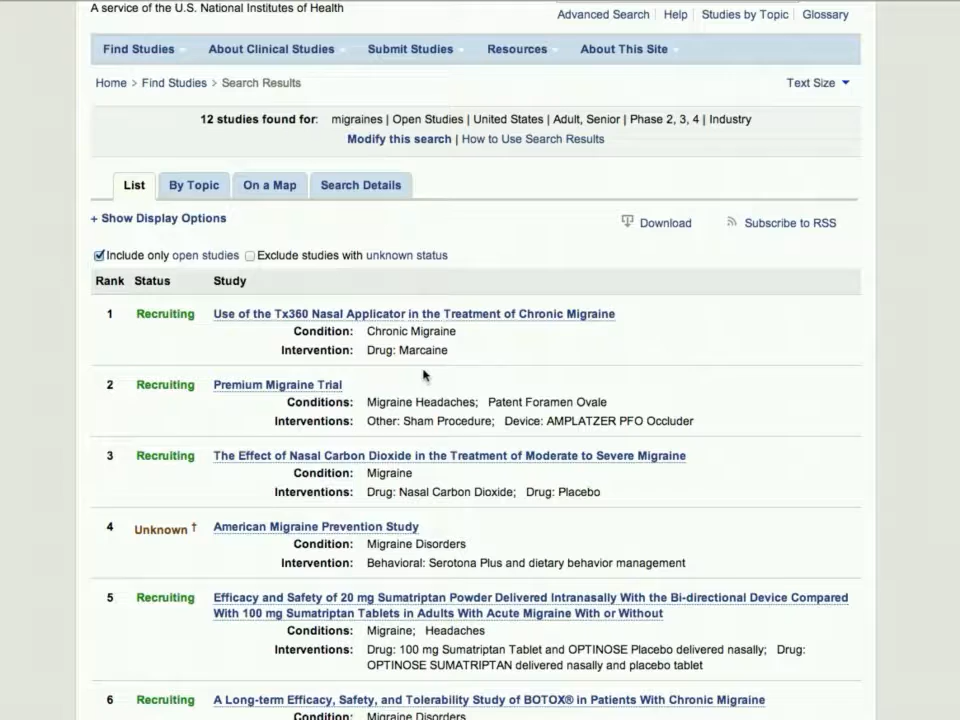 A service of the U.S. National Institutes of Health
Advanced Search | Help | Studies by Topic | Glossary
Find Studies About Clinical Studies Submit Studies Resources About This Site
Home > Find Studies > Search Results Text Size
12 studies found for: migraines | Open Studies | United States | Adult, Senior | Phase 2, 3, 4 | Industry
Modify this search | How to Use Search Results
List By Topic On a Map Search Details
+ Show Display Options Download Subscribe to RSS
Include only open studies Exclude studies with unknown status
Rank Status Study
1 Recruiting Use of the Tx360 Nasal Applicator in the Treatment of Chronic Migraine
Condition: Chronic Migraine
Intervention: Drug: Marcaine
2 Recruiting Premium Migraine Trial
Conditions: Migraine Headaches; Patent Foramen Ovale
Interventions: Other: Sham Procedure; Device: AMPLATZER PFO Occluder
3 Recruiting The Effect of Nasal Carbon Dioxide in the Treatment of Moderate to Severe Migraine
Condition: Migraine
Interventions: Drug: Nasal Carbon Dioxide; Drug: Placebo
4 Unknown † American Migraine Prevention Study
Condition: Migraine Disorders
Intervention: Behavioral: Serotona Plus and dietary behavior management
5 Recruiting Efficacy and Safety of 20 mg Sumatriptan Powder Delivered Intranasally With the Bi-directional Device Compared
With 100 mg Sumatriptan Tablets in Adults With Acute Migraine With or Without
Conditions: Migraine; Headaches
Interventions: Drug: 100 mg Sumatriptan Tablet and OPTINOSE Placebo delivered nasally; Drug:
OPTINOSE SUMATRIPTAN delivered nasally and placebo tablet
6 Recruiting A Long-term Efficacy, Safety, and Tolerability Study of BOTOX® in Patients With Chronic Migraine
Condition: Migraine Disorders